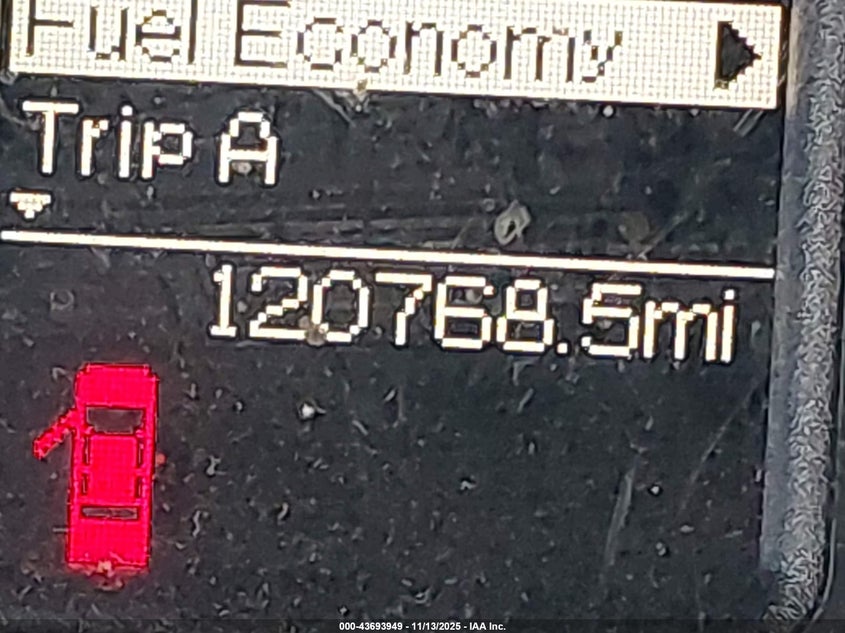 Fuel Economy
Trip A
120768.5mi
000-43693949 - 11/13/2025 - IAA Inc.